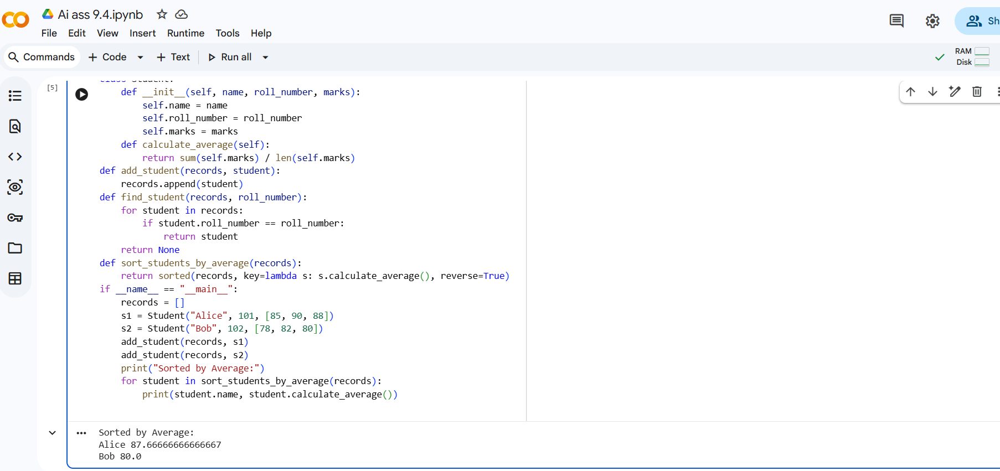 Ai ass 9.4.ipynb
File Edit View Insert Runtime Tools Help
Sh
Commands + Code + Text Run all
RAM
Disk
[5]
class Student:
def __init__(self, name, roll_number, marks):
self.name = name
self.roll_number = roll_number
self.marks = marks
def calculate_average(self):
return sum(self.marks) / len(self.marks)
def add_student(records, student):
records.append(student)
def find_student(records, roll_number):
for student in records:
if student.roll_number == roll_number:
return student
return None
def sort_students_by_average(records):
return sorted(records, key=lambda s: s.calculate_average(), reverse=True)
if __name__ == "__main__":
records = []
s1 = Student("Alice", 101, [85, 90, 88])
s2 = Student("Bob", 102, [78, 82, 80])
add_student(records, s1)
add_student(records, s2)
print("Sorted by Average:")
for student in sort_students_by_average(records):
print(student.name, student.calculate_average())
Sorted by Average:
Alice 87.66666666666667
Bob 80.0